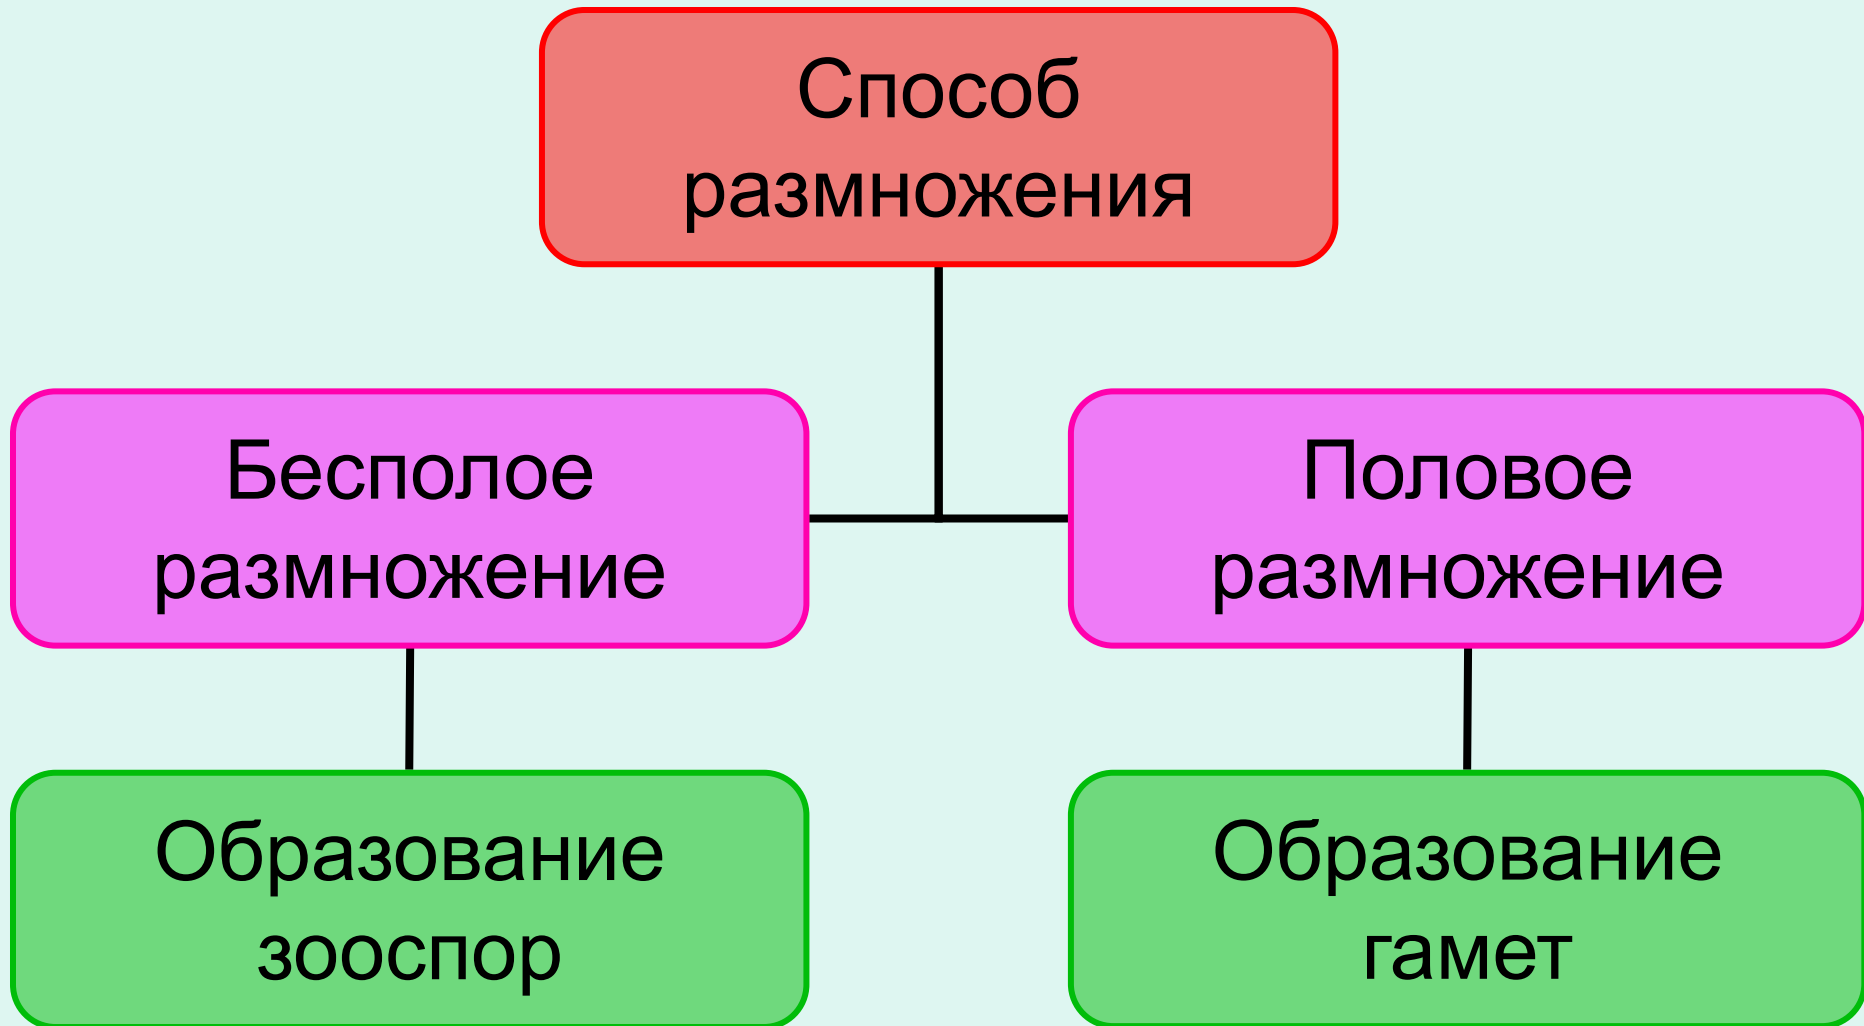 Способ
размножения
Бесполое
размножение
Половое
размножение
Образование
зооспор
Образование
гамет